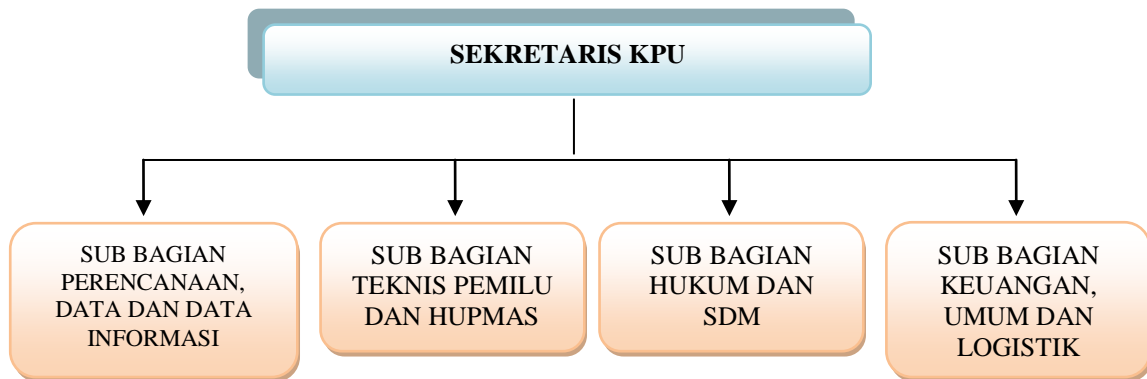 SEKRETARIS KPU
SUB BAGIAN
PERENCANAAN,
DATA DAN DATA
INFORMASI
SUB BAGIAN
TEKNIS PEMILU
DAN HUPMAS
SUB BAGIAN
HUKUM DAN
SDM
SUB BAGIAN
KEUANGAN,
UMUM DAN
LOGISTIK